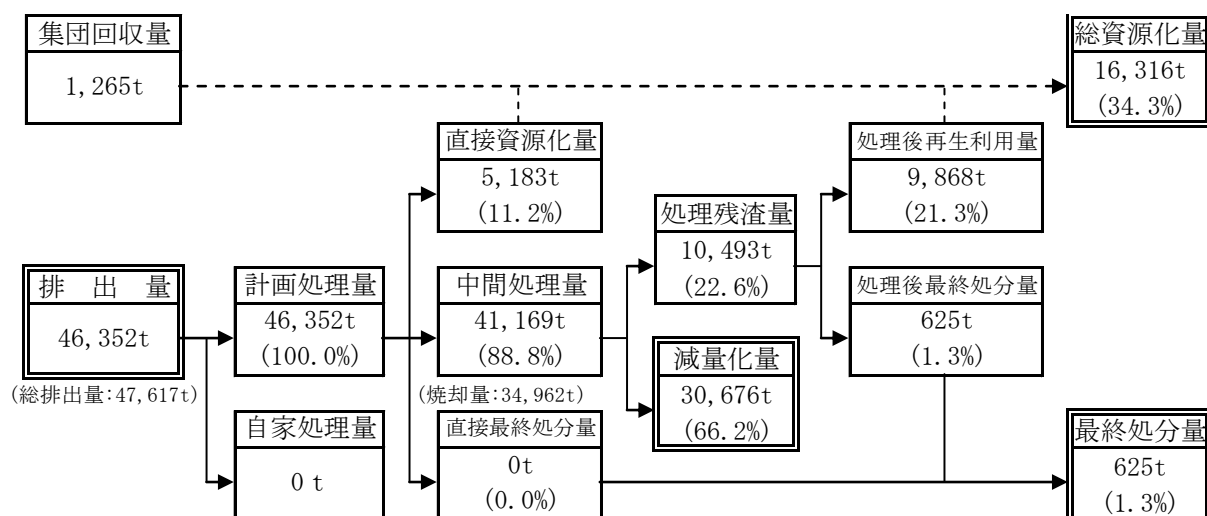 集団回収量
1,265t
総資源化量
16,316t
(34.3%)
直接資源化量
5,183t
(11.2%)
処理後再生利用量
9,868t
(21.3%)
処理残渣量
10,493t
(22.6%)
排 出 量
46,352t
(総排出量:47,617t)
計画処理量
46,352t
(100.0%)
中間処理量
41,169t
(88.8%)
(焼却量:34,962t)
処理後最終処分量
625t
(1.3%)
減量化量
30,676t
(66.2%)
自家処理量
0 t
直接最終処分量
0t
(0.0%)
最終処分量
625t
(1.3%)